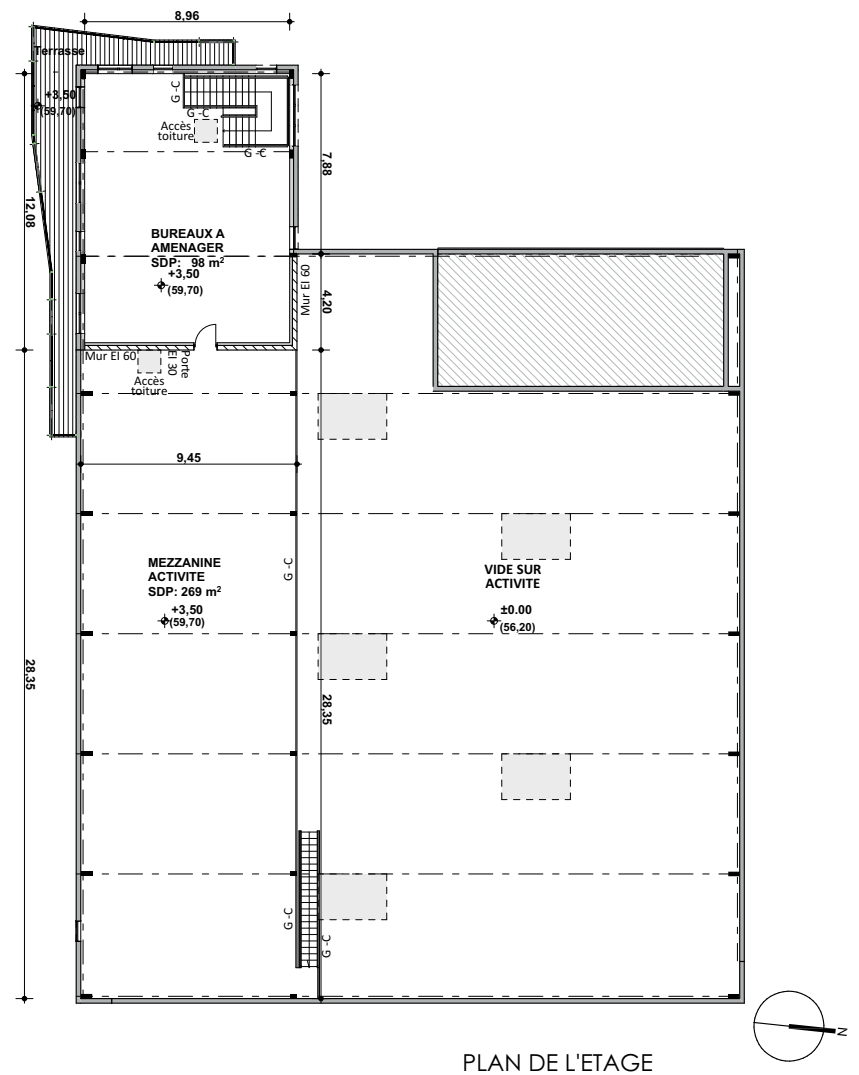 8,96
Terrasse
+3,50
(59,70)
G -C
G -C
Accès
toiture
G -C
7,88
12,08
BUREAUX A
AMENAGER
SDP: 98 m²
+3,50
(59,70)
Mur EI 60
4,20
Mur EI 60
Porte
EI 30
Accès
toiture
9,45
MEZZANINE
ACTIVITE
SDP: 269 m²
+3,50
(59,70)
G -C
VIDE SUR
ACTIVITE
±0.00
(56,20)
28,35
28,35
G -C
G -C
N
PLAN DE L'ETAGE